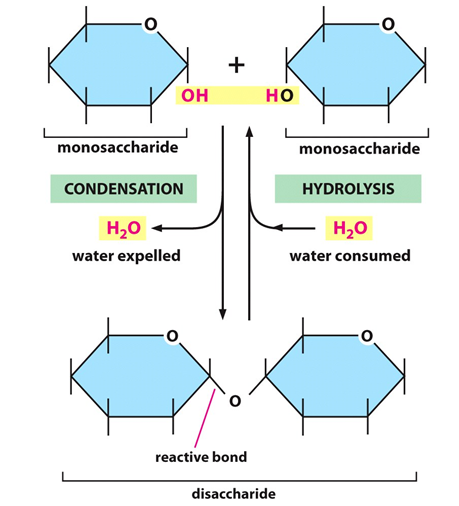 O
O
+
OH
HO
monosaccharide
monosaccharide
CONDENSATION
HYDROLYSIS
H₂O
H₂O
water expelled
water consumed
O
O
O
reactive bond
disaccharide